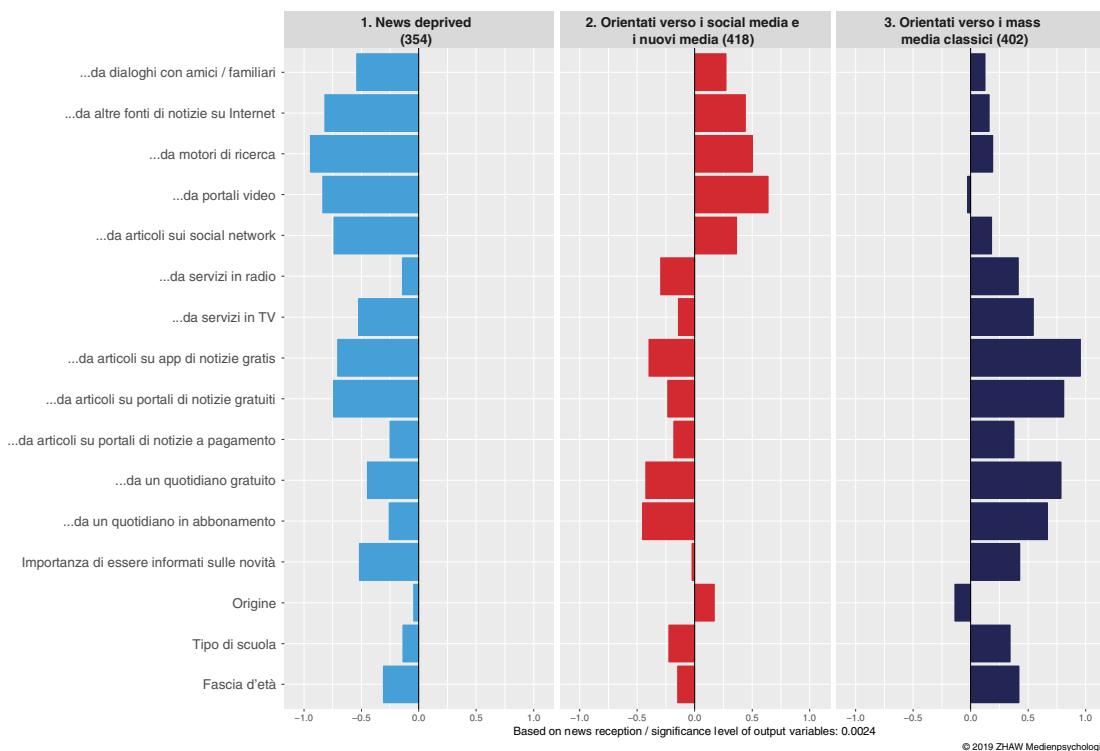 1. News deprived
(354)
2. Orientati verso i social media e
i nuovi media (418)
3. Orientati verso i mass
media classici (402)
...da dialoghi con amici / familiari
...da altre fonti di notizie su Internet
...da motori di ricerca
...da portali video
...da articoli sui social network
...da servizi in radio
...da servizi in TV
...da articoli su app di notizie gratis
...da articoli su portali di notizie gratuiti
...da articoli su portali di notizie a pagamento
...da un quotidiano gratuito
...da un quotidiano in abbonamento
Importanza di essere informati sulle novità
Origine
Tipo di scuola
Fascia d'età
−1.0 −0.5 0.0 0.5 1.0 −1.0 −0.5 0.0 0.5 1.0 −1.0 −0.5 0.0 0.5 1.0
Based on news reception / significance level of output variables: 0.0024
© 2019 ZHAW Medienpsychologi